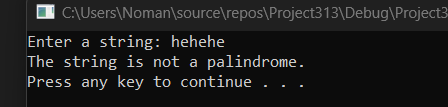 C:\Users\Noman\source\repos\Project313\Debug\Project3
Enter a string: hehehe
The string is not a palindrome.
Press any key to continue . . .